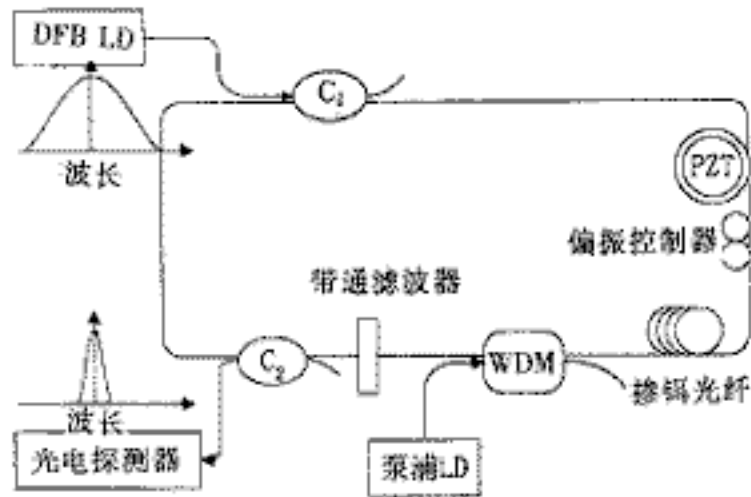 DFB LD
C₁
波长
PZT
偏振控制器
带通滤波器
C₂
WDM
掺铒光纤
波长
光电探测器
泵浦LD